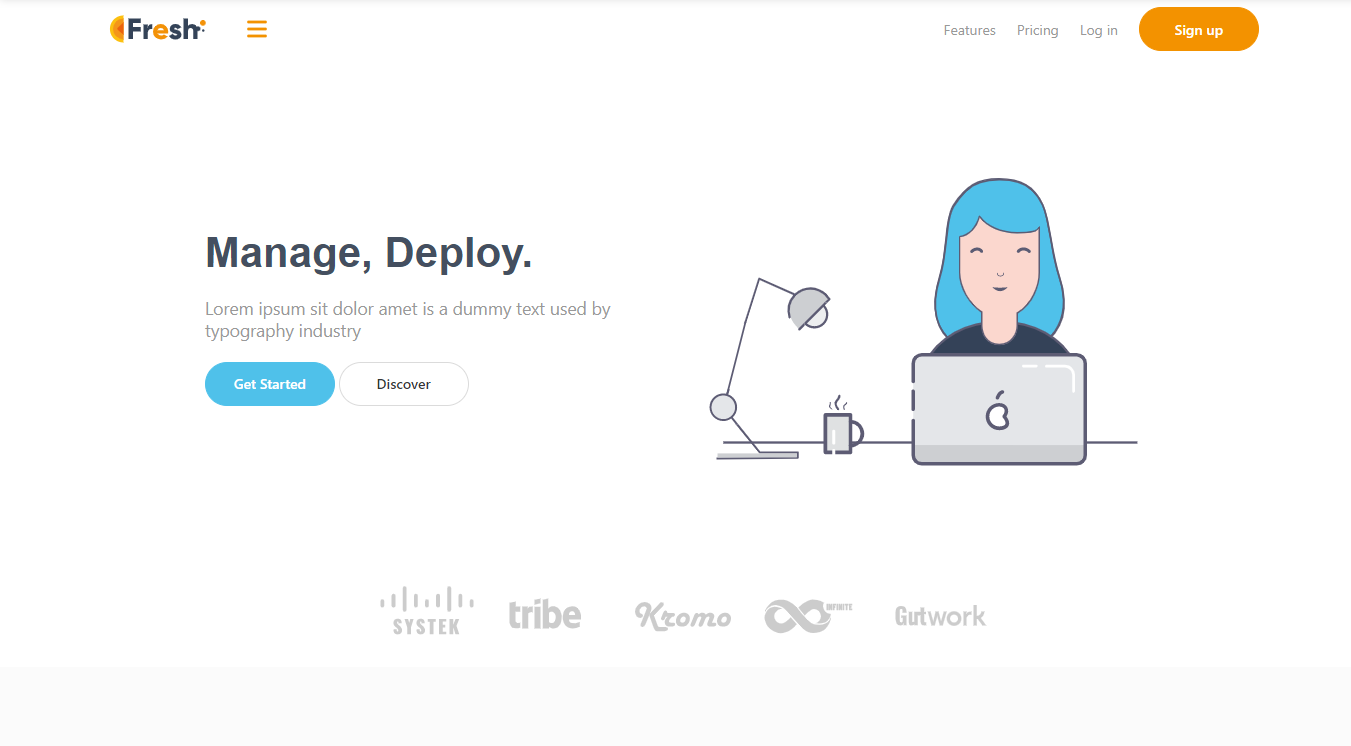 Fresh
Features
Pricing
Log in
Sign up
Manage, Deploy.
Lorem ipsum sit dolor amet is a dummy text used by
typography industry
Get Started
Discover
SYSTEK
tribe
Kromo
INFINITE
Gutwork